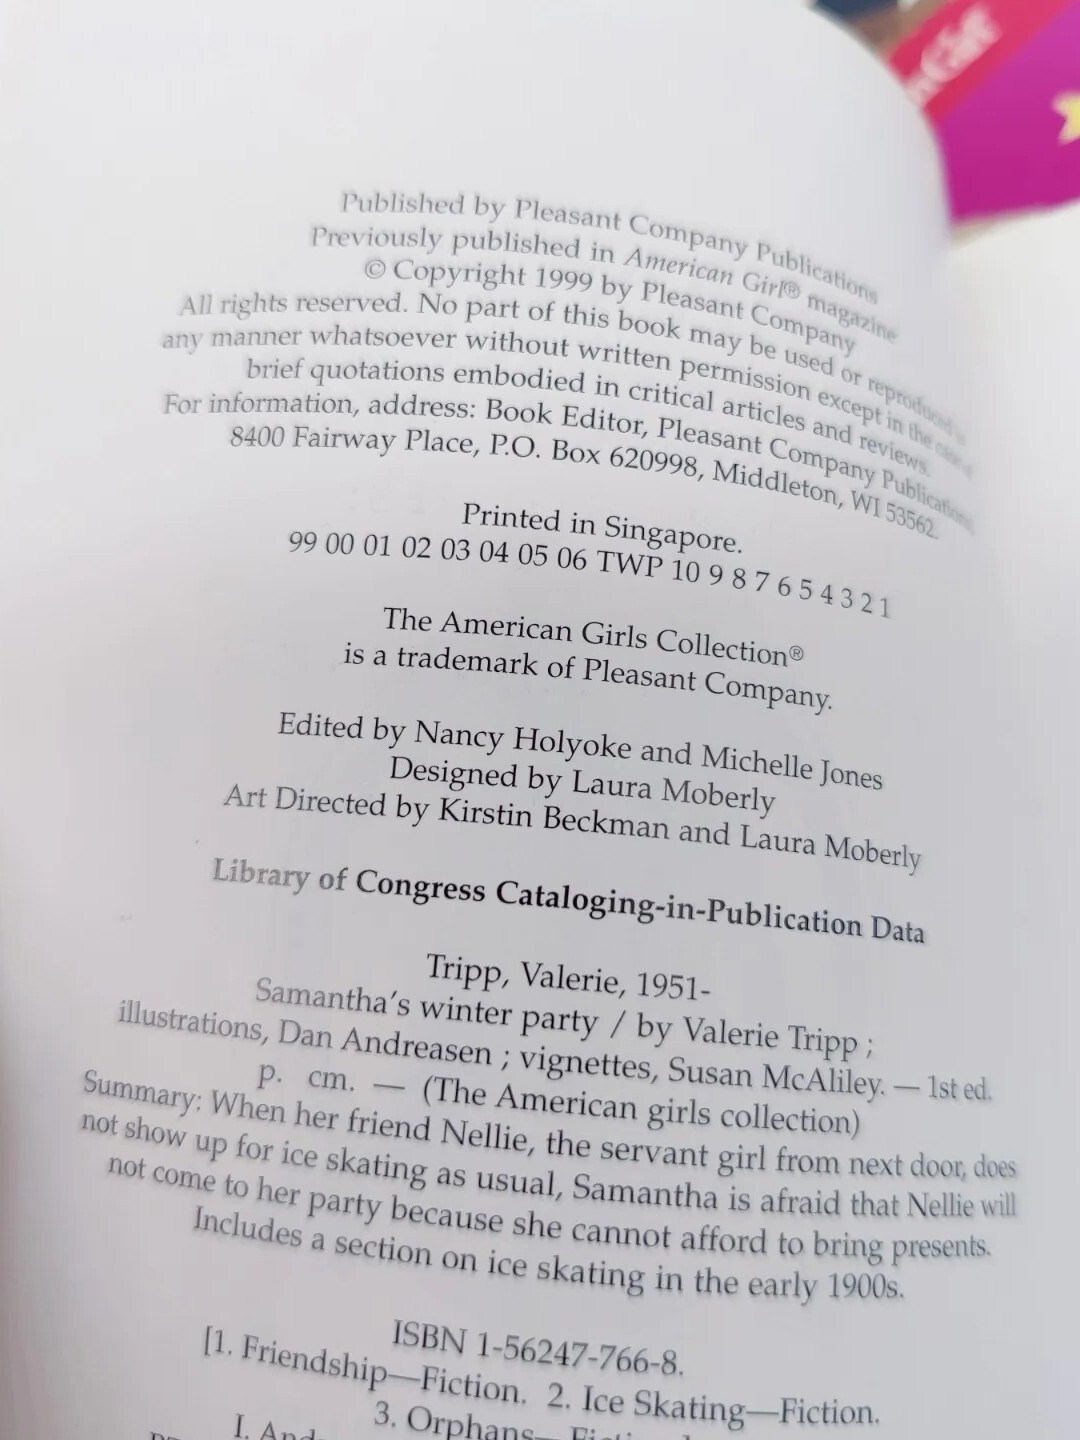 Published by Pleasant Company Publications
Previously published in American Girl® magazine
© Copyright 1999 by Pleasant Company
All rights reserved. No part of this book may be used or reproduced in
any manner whatsoever without written permission except in the case of
brief quotations embodied in critical articles and reviews.
For information, address: Book Editor, Pleasant Company Publications,
8400 Fairway Place, P.O. Box 620998, Middleton, WI 53562.
Printed in Singapore.
99 00 01 02 03 04 05 06 TWP 10 9 8 7 6 5 4 3 2 1
The American Girls Collection®
is a trademark of Pleasant Company.
Edited by Nancy Holyoke and Michelle Jones
Designed by Laura Moberly
Art Directed by Kirstin Beckman and Laura Moberly
Library of Congress Cataloging-in-Publication Data
Tripp, Valerie, 1951-
Samantha's winter party / by Valerie Tripp ;
illustrations, Dan Andreasen ; vignettes, Susan McAliley. — 1st ed.
p. cm. — (The American girls collection)
Summary: When her friend Nellie, the servant girl from next door, does
not show up for ice skating as usual, Samantha is afraid that Nellie will
not come to her party because she cannot afford to bring presents.
Includes a section on ice skating in the early 1900s.
ISBN 1-56247-766-8.
[1. Friendship—Fiction. 2. Ice Skating—Fiction.
3. Orphans—
I.